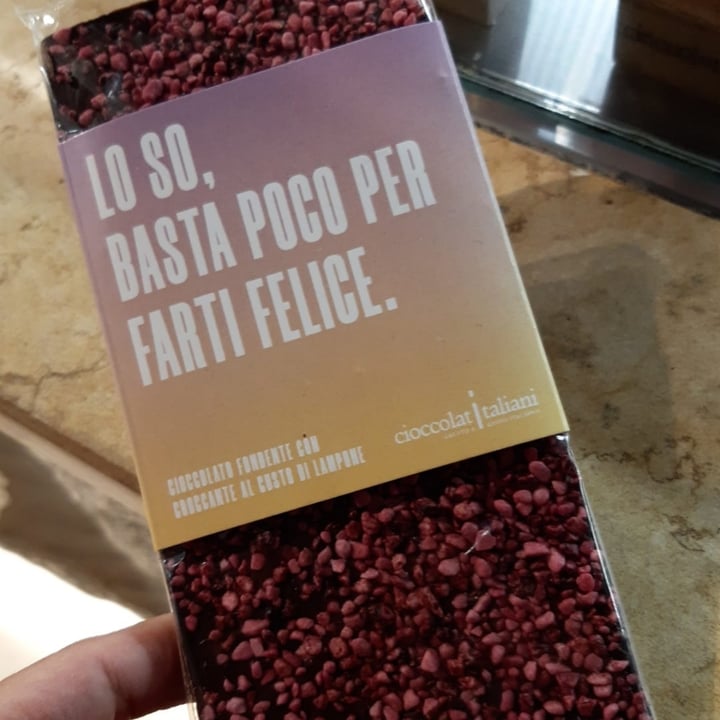 LO SO,
BASTA POCO PER
FARTI FELICE.
CIOCCOLATO FONDENTE CON
CROCCANTE AL GUSTO DI LAMPONE
cioccolatitaliani